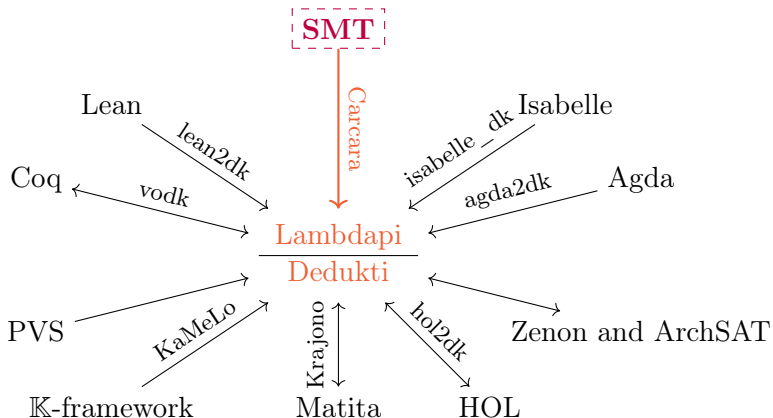 SMT
Carcara
Lean
Isabelle
lean2dk
isabelle_dk
Coq
vodk
agda2dk
Agda
Lambdapi
Dedukti
PVS
KaMeLo
Krajono
hol2dk
Zenon and ArchSAT
𝕂-framework
Matita
HOL